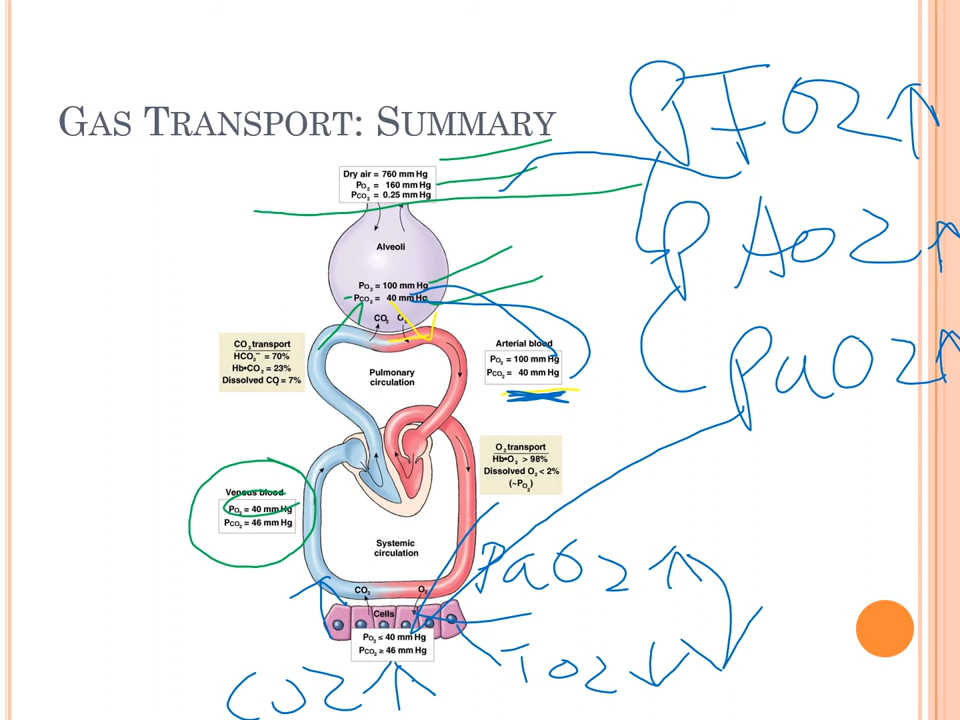 GAS TRANSPORT: SUMMARY
PIO2↑
Dry air = 760 mm Hg
PO2 = 160 mm Hg
PCO2 = 0.25 mm Hg
PAO2↑
Alveoli
PO2 = 100 mm Hg
PCO2 = 40 mm Hg
CO2 O2
PaO2↑
CO2 transport
HCO3− = 70%
Hb•CO2 = 23%
Dissolved CO2 = 7%
Pulmonary
circulation
Arterial blood
PO2 = 100 mm Hg
PCO2 = 40 mm Hg
O2 transport
Hb•O2 > 98%
Dissolved O2 < 2%
(~PO2)
Venous blood
PO2 = 40 mm Hg
PCO2 = 46 mm Hg
Systemic
circulation
PaO2↑
CO2 O2
Cells
PO2 ≤ 40 mm Hg
PCO2 ≥ 46 mm Hg
TO2↓
CO2↑